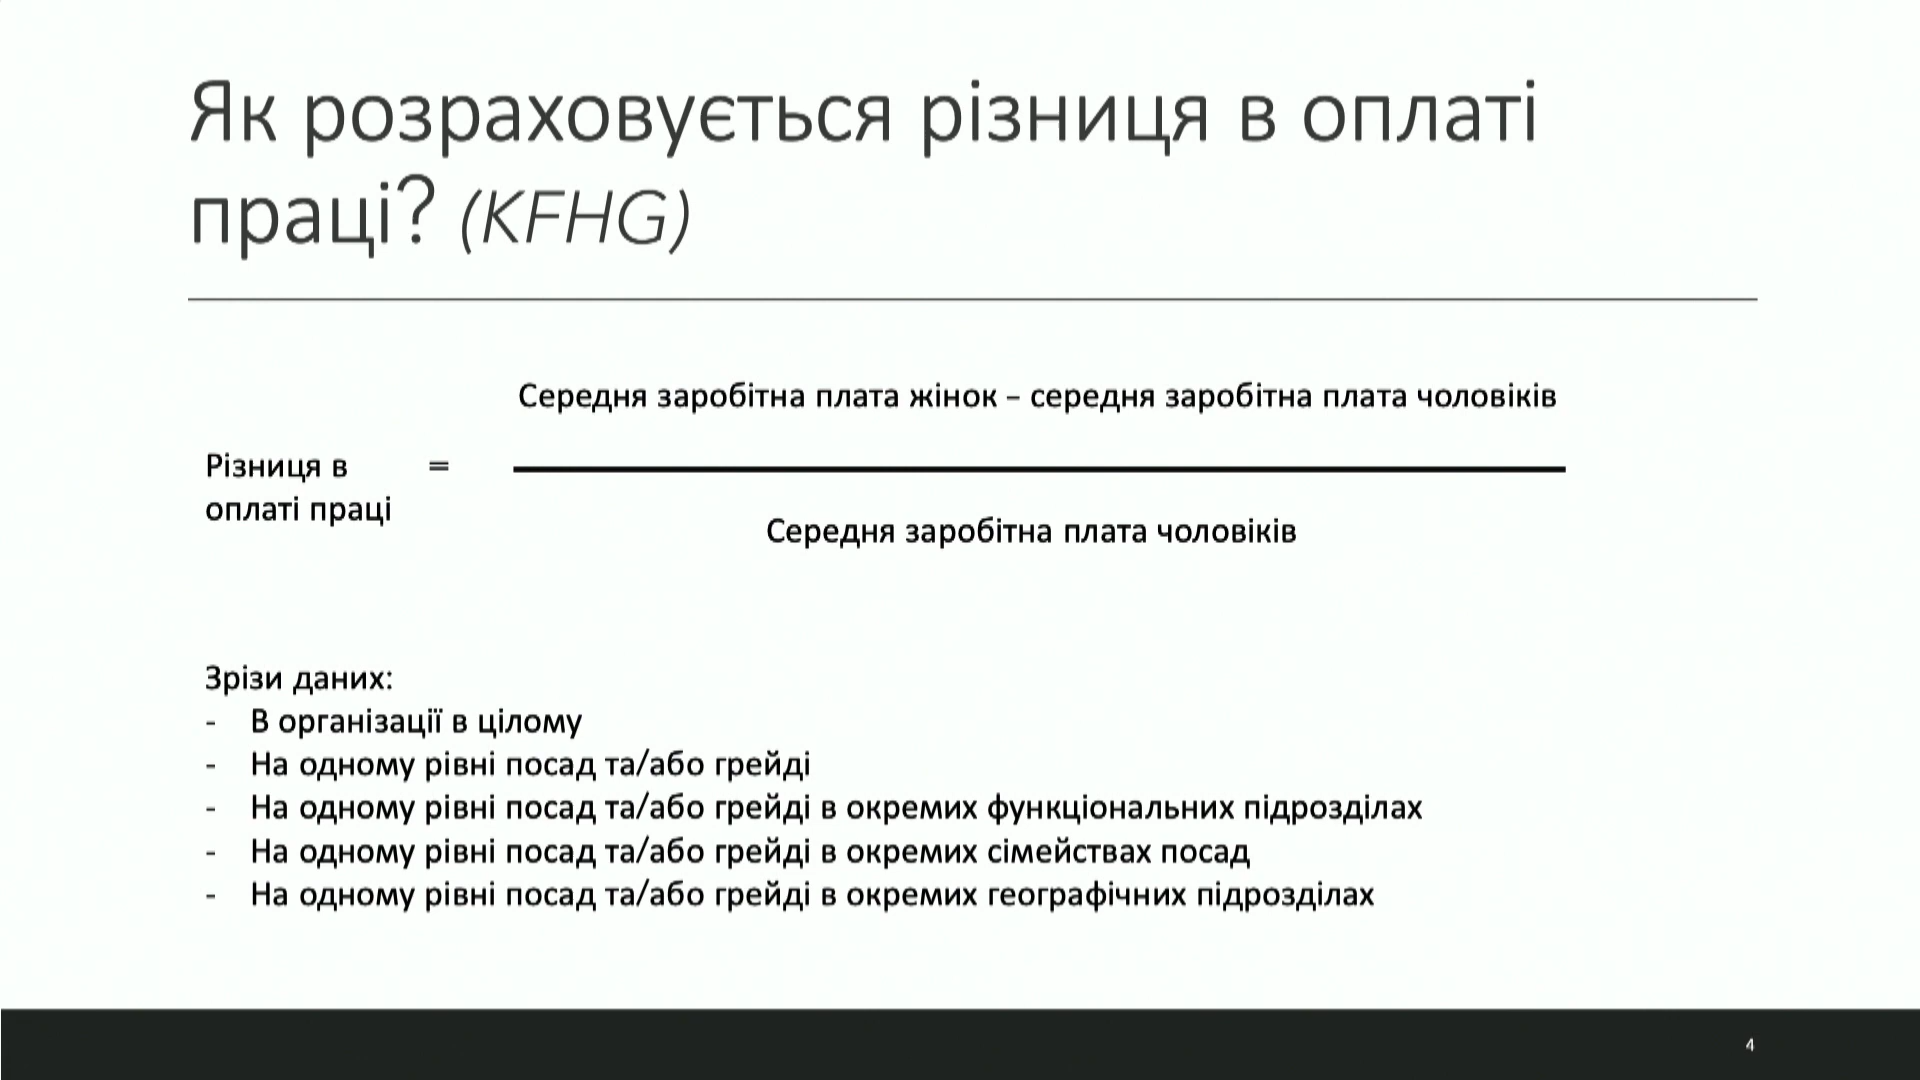 Як розраховується різниця в оплаті
праці? (KFHG)
Середня заробітна плата жінок – середня заробітна плата чоловіків
Різниця в =
оплаті праці
Середня заробітна плата чоловіків
Зрізи даних:
- В організації в цілому
- На одному рівні посад та/або грейді
- На одному рівні посад та/або грейді в окремих функціональних підрозділах
- На одному рівні посад та/або грейді в окремих сімействах посад
- На одному рівні посад та/або грейді в окремих географічних підрозділах
4